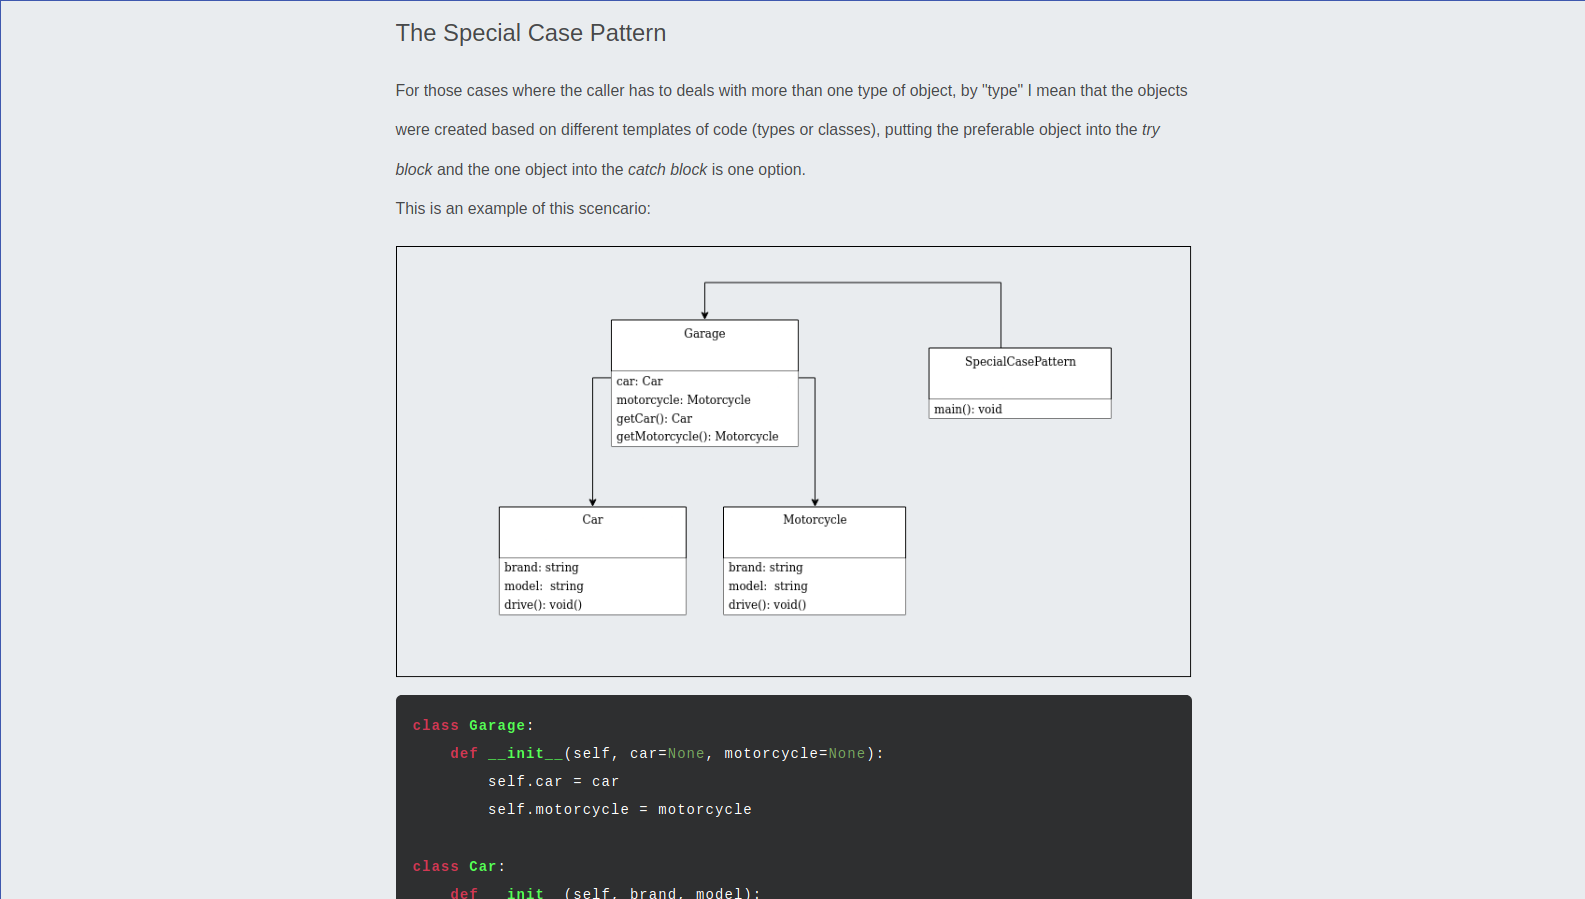 The Special Case Pattern
For those cases where the caller has to deals with more than one type of object, by "type" I mean that the objects
were created based on different templates of code (types or classes), putting the preferable object into the try
block and the one object into the catch block is one option.
This is an example of this scencario:
Garage
car: Car
motorcycle: Motorcycle
getCar(): Car
getMotorcycle(): Motorcycle
SpecialCasePattern
main(): void
Car
brand: string
model:  string
drive(): void()
Motorcycle
brand: string
model:  string
drive(): void()
class Garage:
    def __init__(self, car=None, motorcycle=None):
        self.car = car
        self.motorcycle = motorcycle
class Car:
    def __init__(self, brand, model):